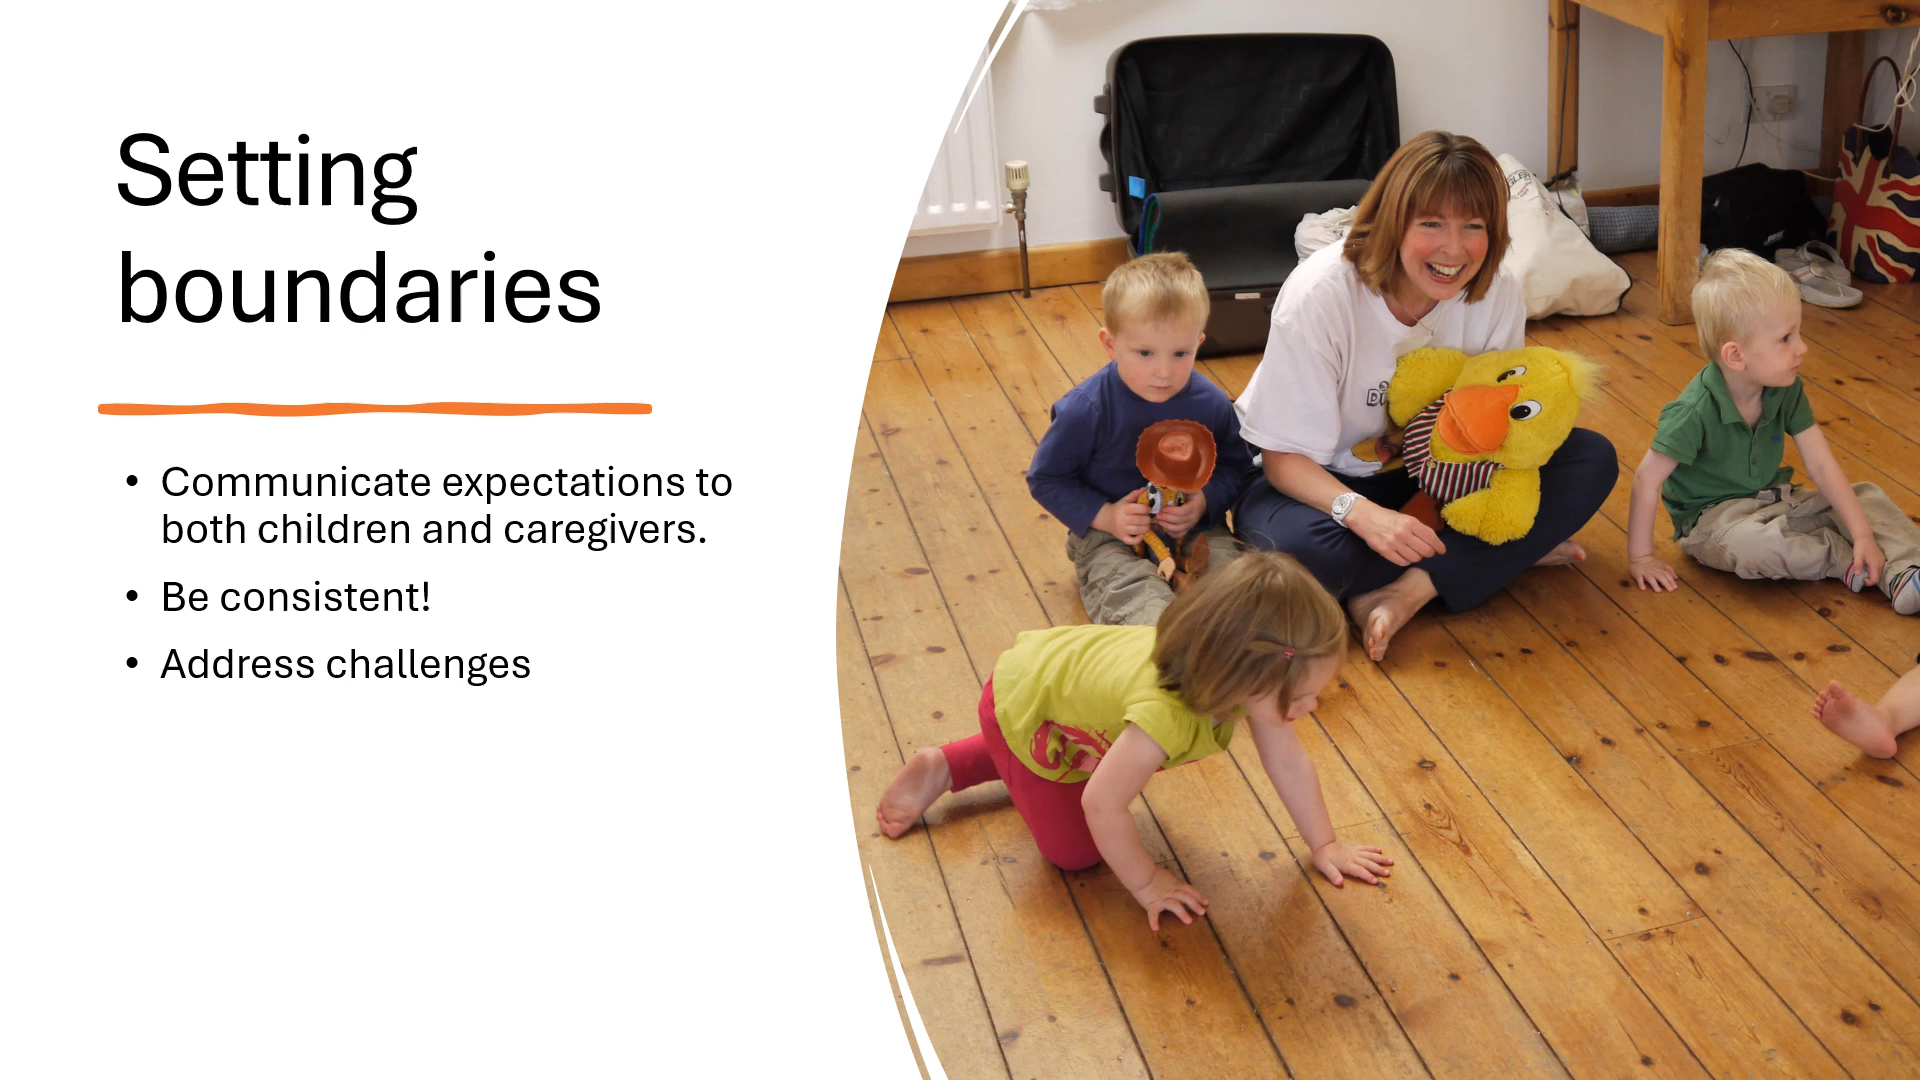 Setting
boundaries
• Communicate expectations to
both children and caregivers.
• Be consistent!
• Address challenges